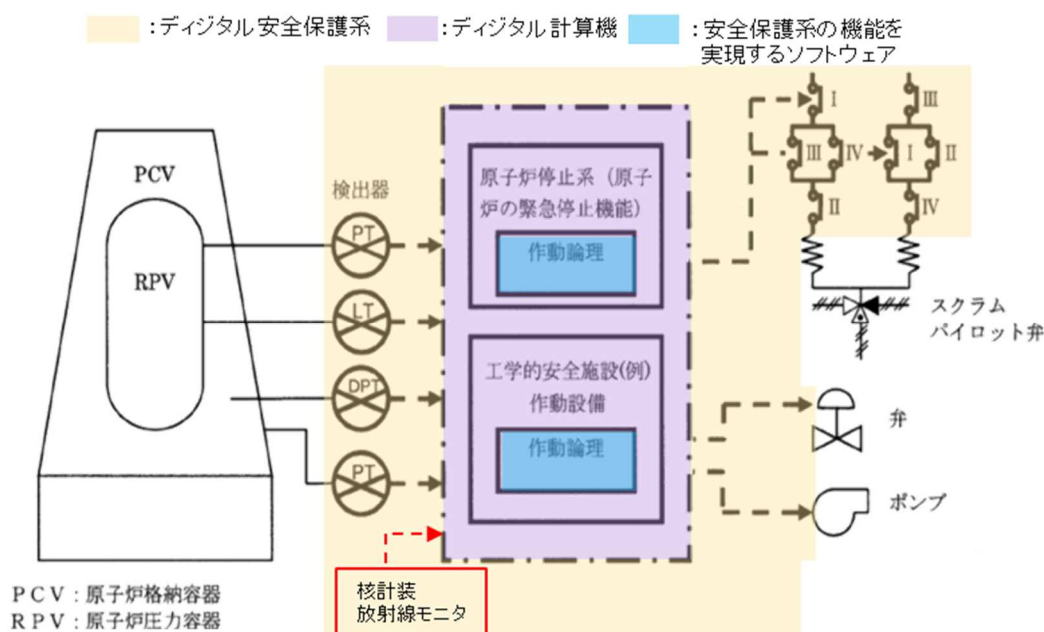 ：ディジタル安全保護系
：ディジタル計算機
：安全保護系の機能を
実現するソフトウェア
PCV
RPV
検出器
PT
LT
DPT
PT
原子炉停止系（原子
炉の緊急停止機能）
作動論理
工学的安全施設(例)
作動設備
作動論理
核計装
放射線モニタ
Ⅰ
Ⅲ
Ⅲ
Ⅳ
Ⅰ
Ⅱ
Ⅱ
Ⅳ
スクラム
パイロット弁
弁
ポンプ
ＰＣＶ：原子炉格納容器
ＲＰＶ：原子炉圧力容器